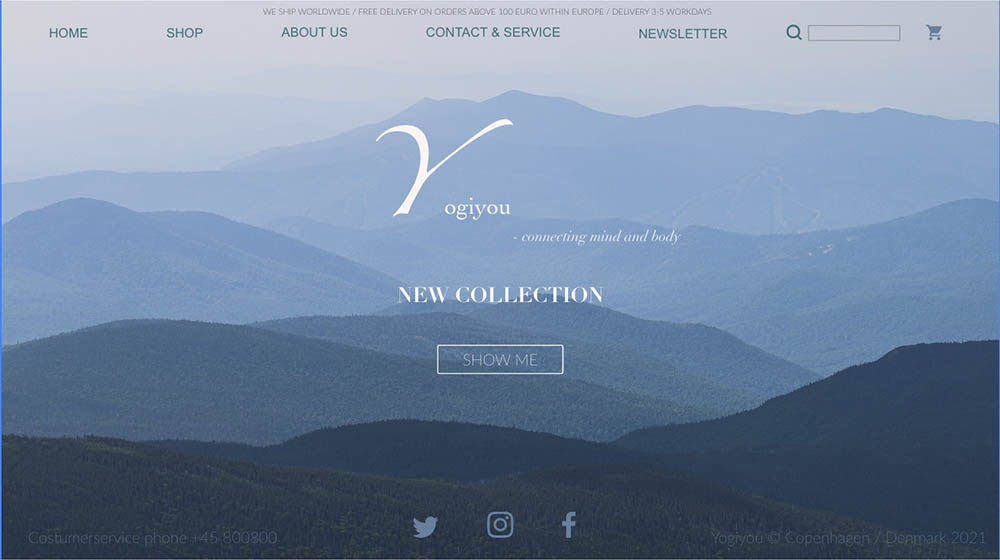 WE SHIP WORLDWIDE / FREE DELIVERY ON ORDERS ABOVE 100 EURO WITHIN EUROPE / DELIVERY 3-5 WORKDAYS
HOME SHOP ABOUT US CONTACT & SERVICE NEWSLETTER
Yogiyou
- connecting mind and body
NEW COLLECTION
SHOW ME
Costumerservice phone +45 800800
Yogiyou © Copenhagen / Denmark 2021